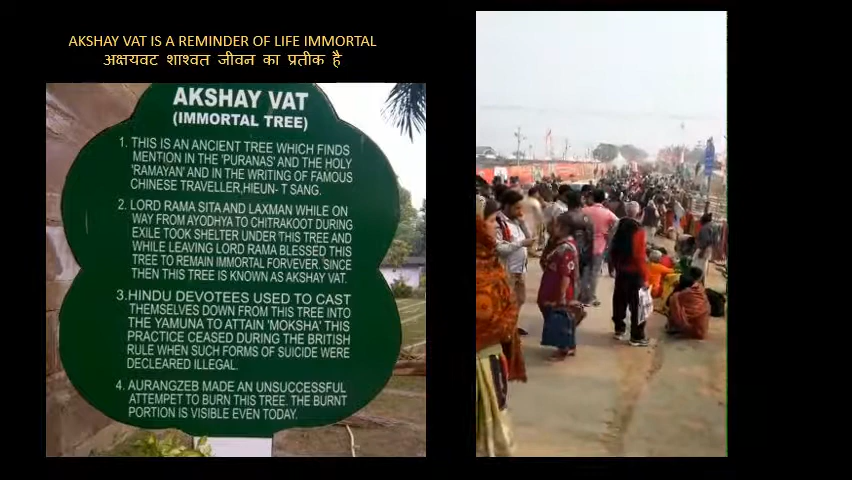 AKSHAY VAT IS A REMINDER OF LIFE IMMORTAL
अक्षयवट शाश्वत जीवन का प्रतीक है
AKSHAY VAT
(IMMORTAL TREE)
1. THIS IS AN ANCIENT TREE WHICH FINDS
MENTION IN THE 'PURANAS' AND THE HOLY
'RAMAYAN' AND IN THE WRITING OF FAMOUS
CHINESE TRAVELLER,HIEUN- T SANG.
2. LORD RAMA SITA AND LAXMAN WHILE ON
WAY FROM AYODHYA TO CHITRAKOOT DURING
EXILE TOOK SHELTER UNDER THIS TREE AND
WHILE LEAVING LORD RAMA BLESSED THIS
TREE TO REMAIN IMMORTAL FORVEVER. SINCE
THEN THIS TREE IS KNOWN AS AKSHAY VAT.
3.HINDU DEVOTEES USED TO CAST
THEMSELVES DOWN FROM THIS TREE INTO
THE YAMUNA TO ATTAIN 'MOKSHA' THIS
PRACTICE CEASED DURING THE BRITISH
RULE WHEN SUCH FORMS OF SUICIDE WERE
DECLEARED ILLEGAL.
4. AURANGZEB MADE AN UNSUCCESSFUL
ATTEMPET TO BURN THIS TREE. THE BURNT
PORTION IS VISIBLE EVEN TODAY.